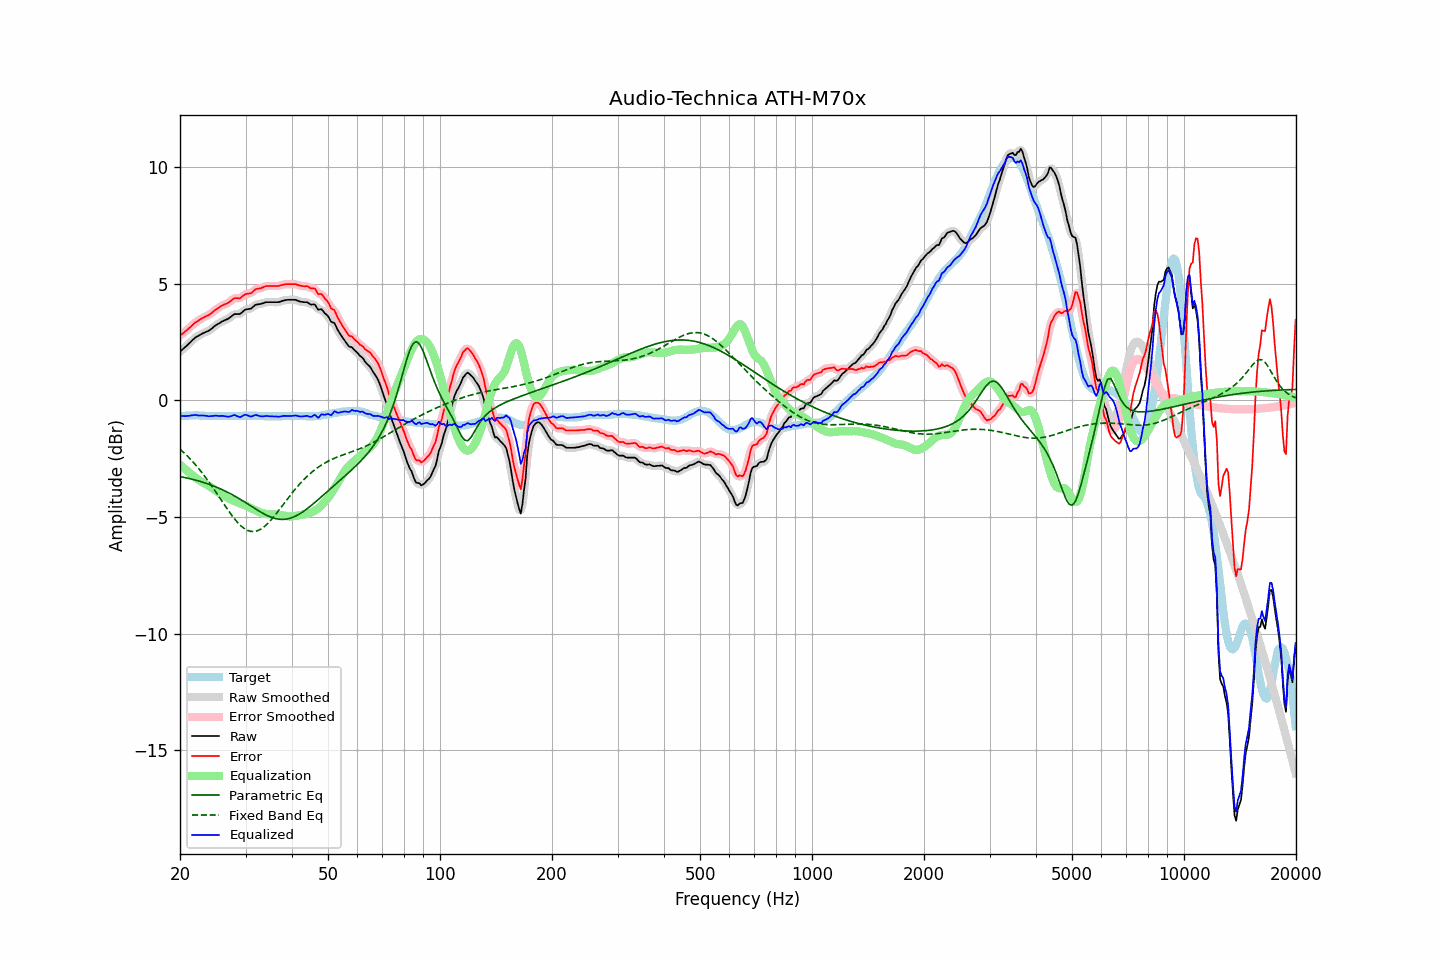 Audio-Technica ATH-M70x
Amplitude (dBr)
10
5
0
−5
−10
−15
Target
Raw Smoothed
Error Smoothed
Raw
Error
Equalization
Parametric Eq
Fixed Band Eq
Equalized
20 50 100 200 500 1000 2000 5000 10000 20000
Frequency (Hz)